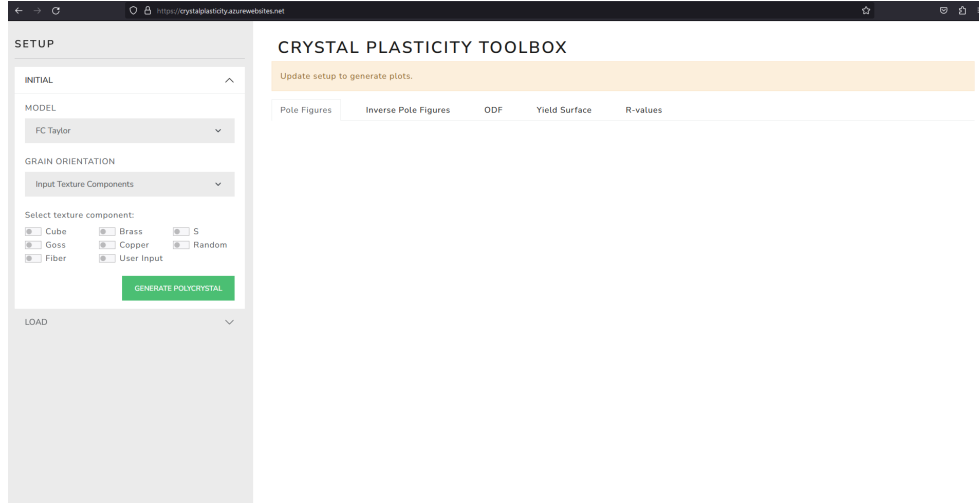 https://crystalplasticity.azurewebsites.net
SETUP
INITIAL
MODEL
FC Taylor
GRAIN ORIENTATION
Input Texture Components
Select texture component:
Cube Brass S
Goss Copper Random
Fiber User Input
GENERATE POLYCRYSTAL
LOAD
CRYSTAL PLASTICITY TOOLBOX
Update setup to generate plots.
Pole Figures Inverse Pole Figures ODF Yield Surface R-values